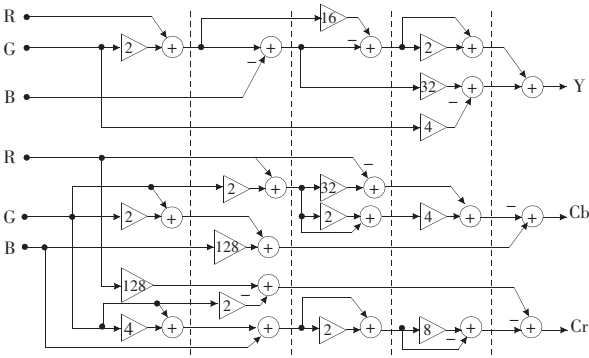 R
16
G 2 + + − + 2 +
− 32 + + Y
B − 4
R −
2 + 32 +
G 2 + 2 + 4 + − + Cb
B 128 +
128 +
2 −
4 + + 2 + 8 − + − + Cr